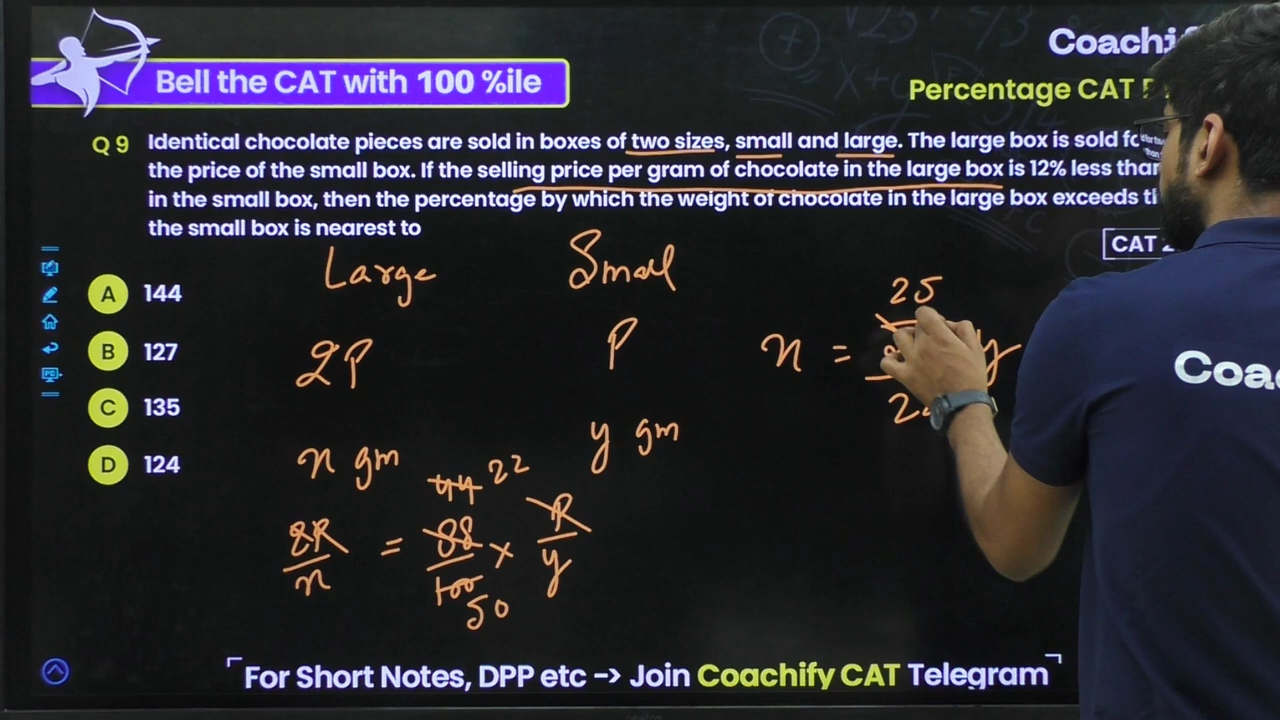 Bell the CAT with 100 %ile
Coachi
Percentage CAT
Q 9 Identical chocolate pieces are sold in boxes of two sizes, small and large. The large box is sold
the price of the small box. If the selling price per gram of chocolate in the large box is 12% less
in the small box, then the percentage by which the weight of chocolate in the large box exceeds
the small box is nearest to
CAT 2
A 144
B 127
C 135
D 124
Large Small
2P P
n gm y gm
44 22
2P/n = 88/100 × P/y
50
n = 25
y
Coa
For Short Notes, DPP etc -> Join Coachify CAT Telegram